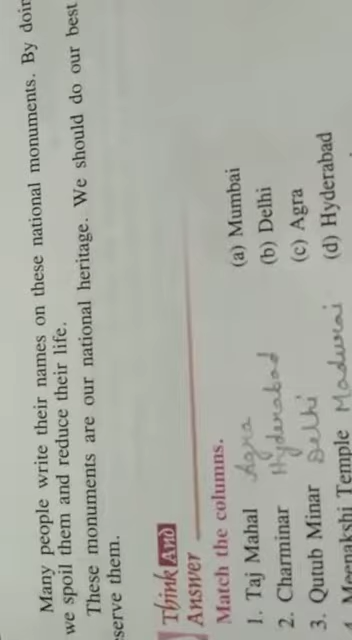 Many people write their names on these national monuments. By
we spoil them and reduce their life.
These monuments are our national heritage. We should do our best
serve them.
Think And
Answer
Match the columns.
1. Taj Mahal Agra (a) Mumbai
2. Charminar Hyderabad (b) Delhi
3. Qutub Minar Delhi (c) Agra
4. Meenakshi Temple Madurai (d) Hyderabad